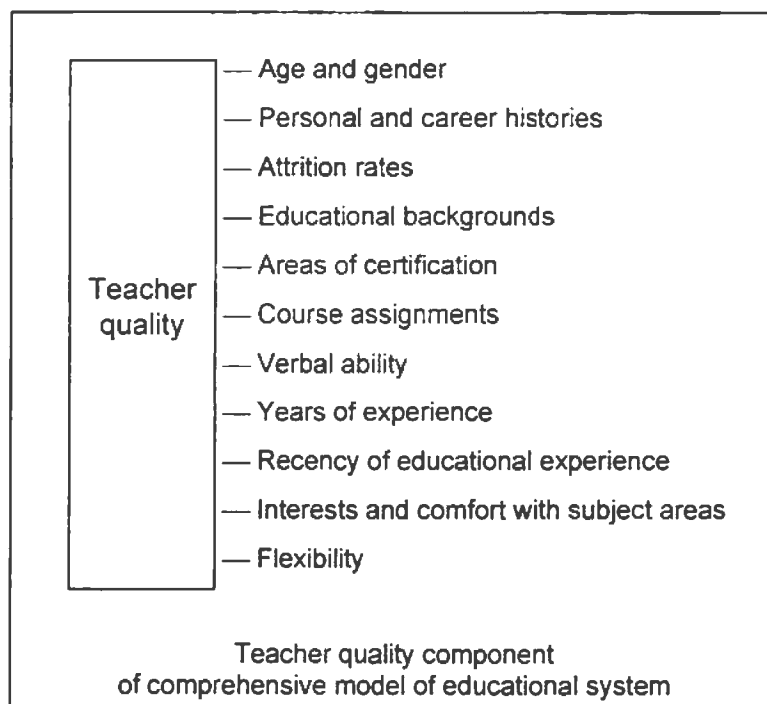 Age and gender
Personal and career histories
Attrition rates
Educational backgrounds
Areas of certification
Teacher
quality
Course assignments
Verbal ability
Years of experience
Recency of educational experience
Interests and comfort with subject areas
Flexibility
Teacher quality component
of comprehensive model of educational system